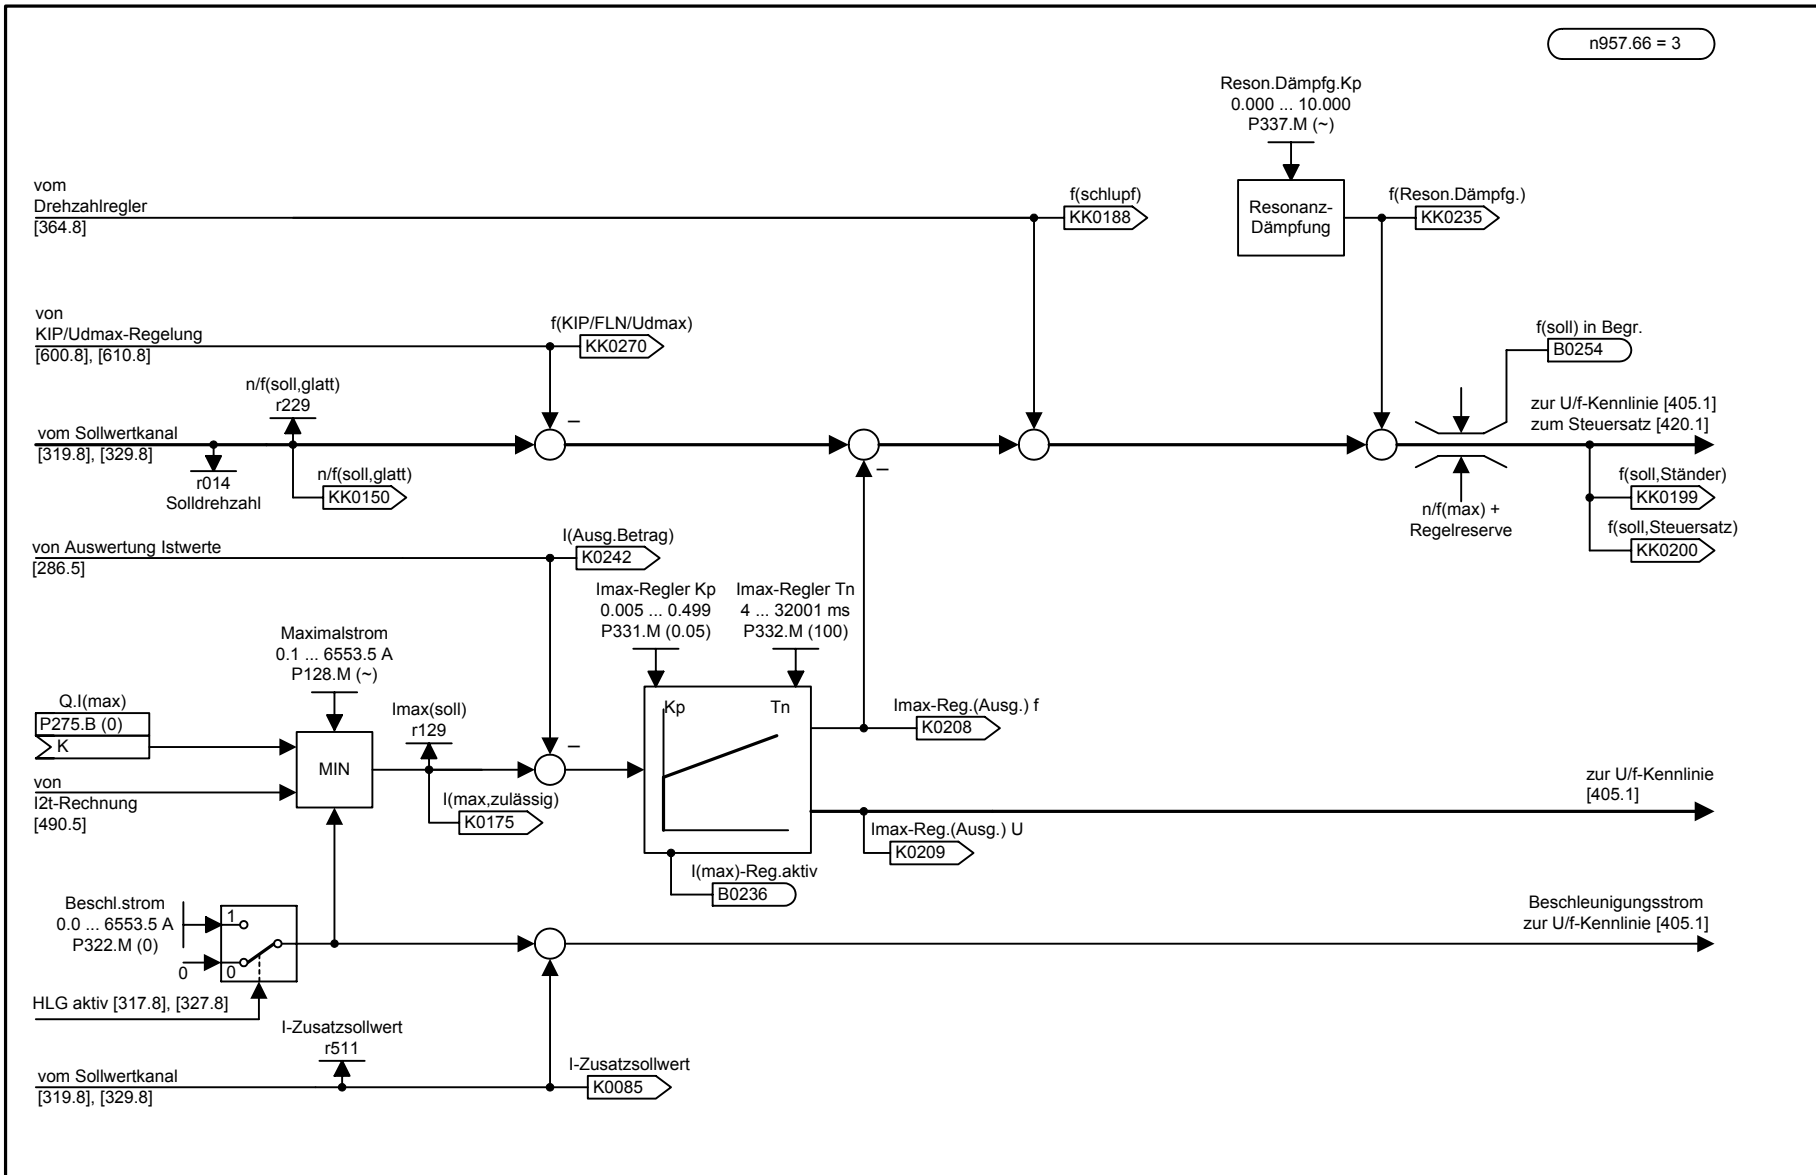 n957.66 = 3
Reson.Dämpfg.Kp
0.000 ... 10.000
P337.M (~)
vom
Drehzahlregler
[364.8]
f(schlupf)
KK0188
Resonanz-
Dämpfung
f(Reson.Dämpfg.)
KK0235
von
KIP/Udmax-Regelung
[600.8], [610.8]
f(KIP/FLN/Udmax)
KK0270
f(soll) in Begr.
B0254
n/f(soll,glatt)
r229
vom Sollwertkanal
[319.8], [329.8]
r014
Solldrehzahl
n/f(soll,glatt)
KK0150
–
–
zur U/f-Kennlinie [405.1]
zum Steuersatz [420.1]
n/f(max) +
Regelreserve
f(soll,Ständer)
KK0199
f(soll,Steuersatz)
KK0200
von Auswertung Istwerte
[286.5]
I(Ausg.Betrag)
K0242
Imax-Regler Kp
0.005 ... 0.499
P331.M (0.05)
Imax-Regler Tn
4 ... 32001 ms
P332.M (100)
Maximalstrom
0.1 ... 6553.5 A
P128.M (~)
Q.I(max)
P275.B (0)
K
von
I2t-Rechnung
[490.5]
MIN
Imax(soll)
r129
I(max,zulässig)
K0175
–
Kp
Tn
Imax-Reg.(Ausg.) f
K0208
zur U/f-Kennlinie
[405.1]
Imax-Reg.(Ausg.) U
K0209
I(max)-Reg.aktiv
B0236
Beschl.strom
0.0 ... 6553.5 A
P322.M (0)
1
0
0
HLG aktiv [317.8], [327.8]
Beschleunigungsstrom
zur U/f-Kennlinie [405.1]
I-Zusatzsollwert
r511
vom Sollwertkanal
[319.8], [329.8]
I-Zusatzsollwert
K0085